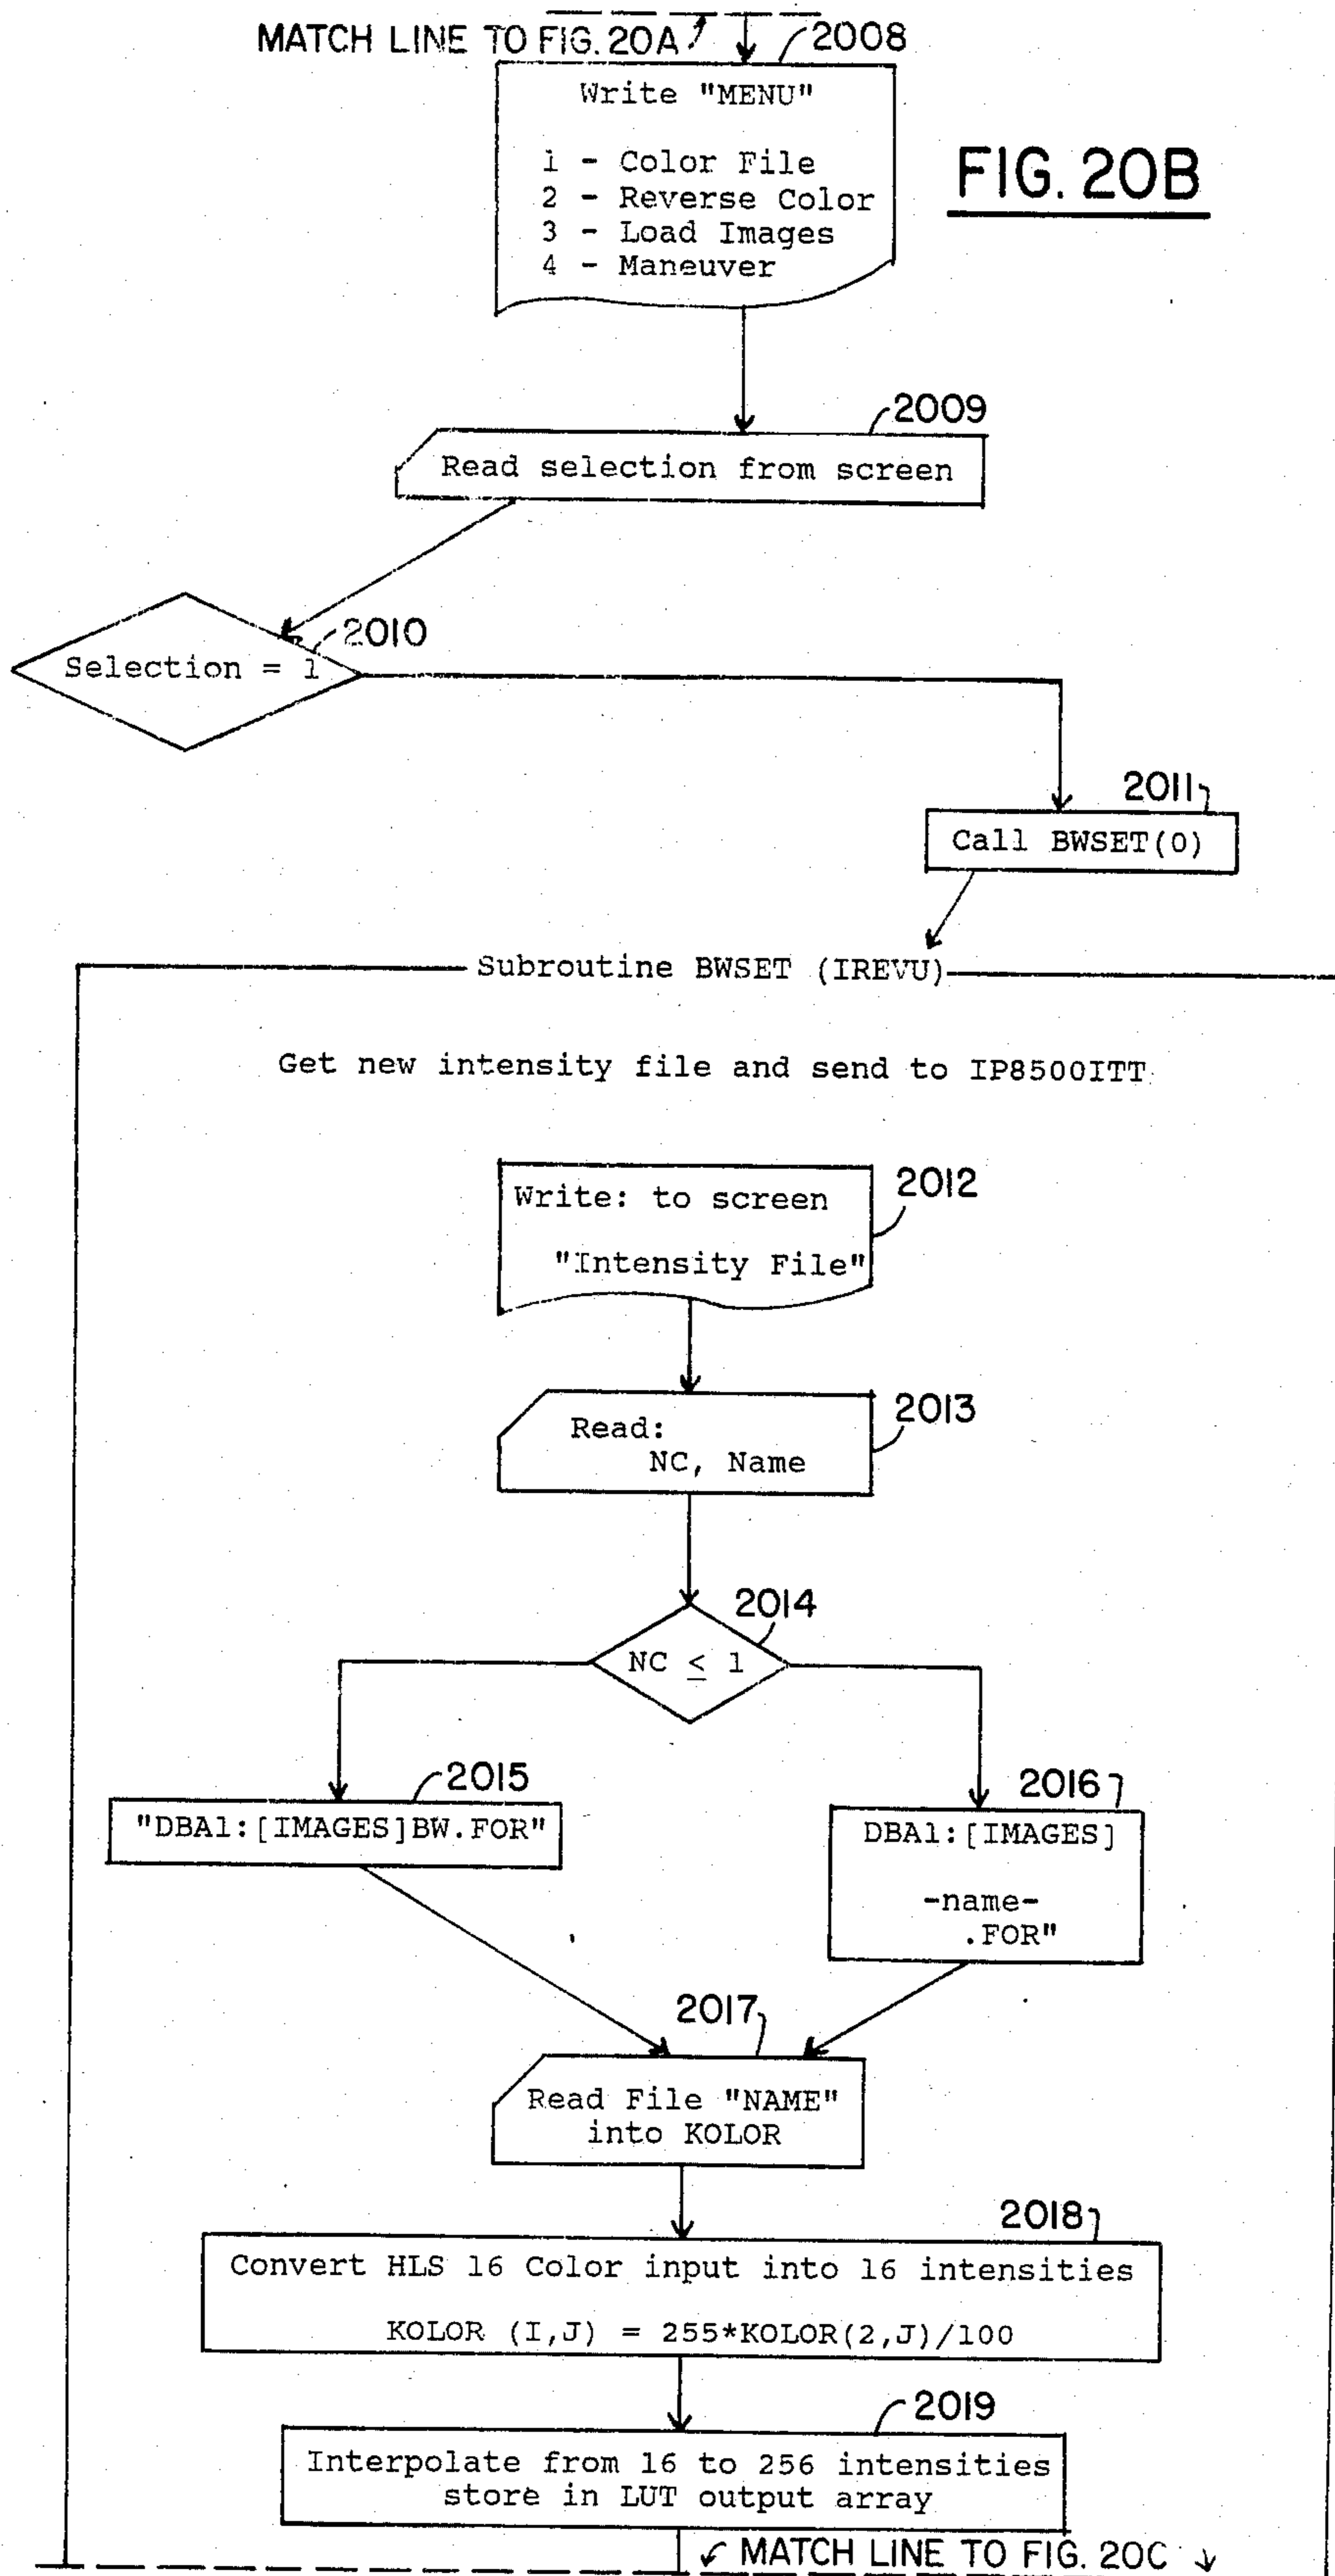 MATCH LINE TO FIG. 20A
2008
Write "MENU"
1 - Color File
2 - Reverse Color
3 - Load Images
4 - Maneuver
FIG. 20B
2009
Read selection from screen
2010
Selection = 1
2011
Call BWSET(0)
Subroutine BWSET (IREVU)
Get new intensity file and send to IP8500ITT
2012
Write: to screen
"Intensity File"
2013
Read:
NC, Name
2014
NC ≤ 1
2015
"DBA1:[IMAGES]BW.FOR"
2016
DBA1:[IMAGES]
-name-
.FOR"
2017
Read File "NAME"
into KOLOR
2018
Convert HLS 16 Color input into 16 intensities
KOLOR (I,J) = 255*KOLOR(2,J)/100
2019
Interpolate from 16 to 256 intensities
store in LUT output array
MATCH LINE TO FIG. 20C